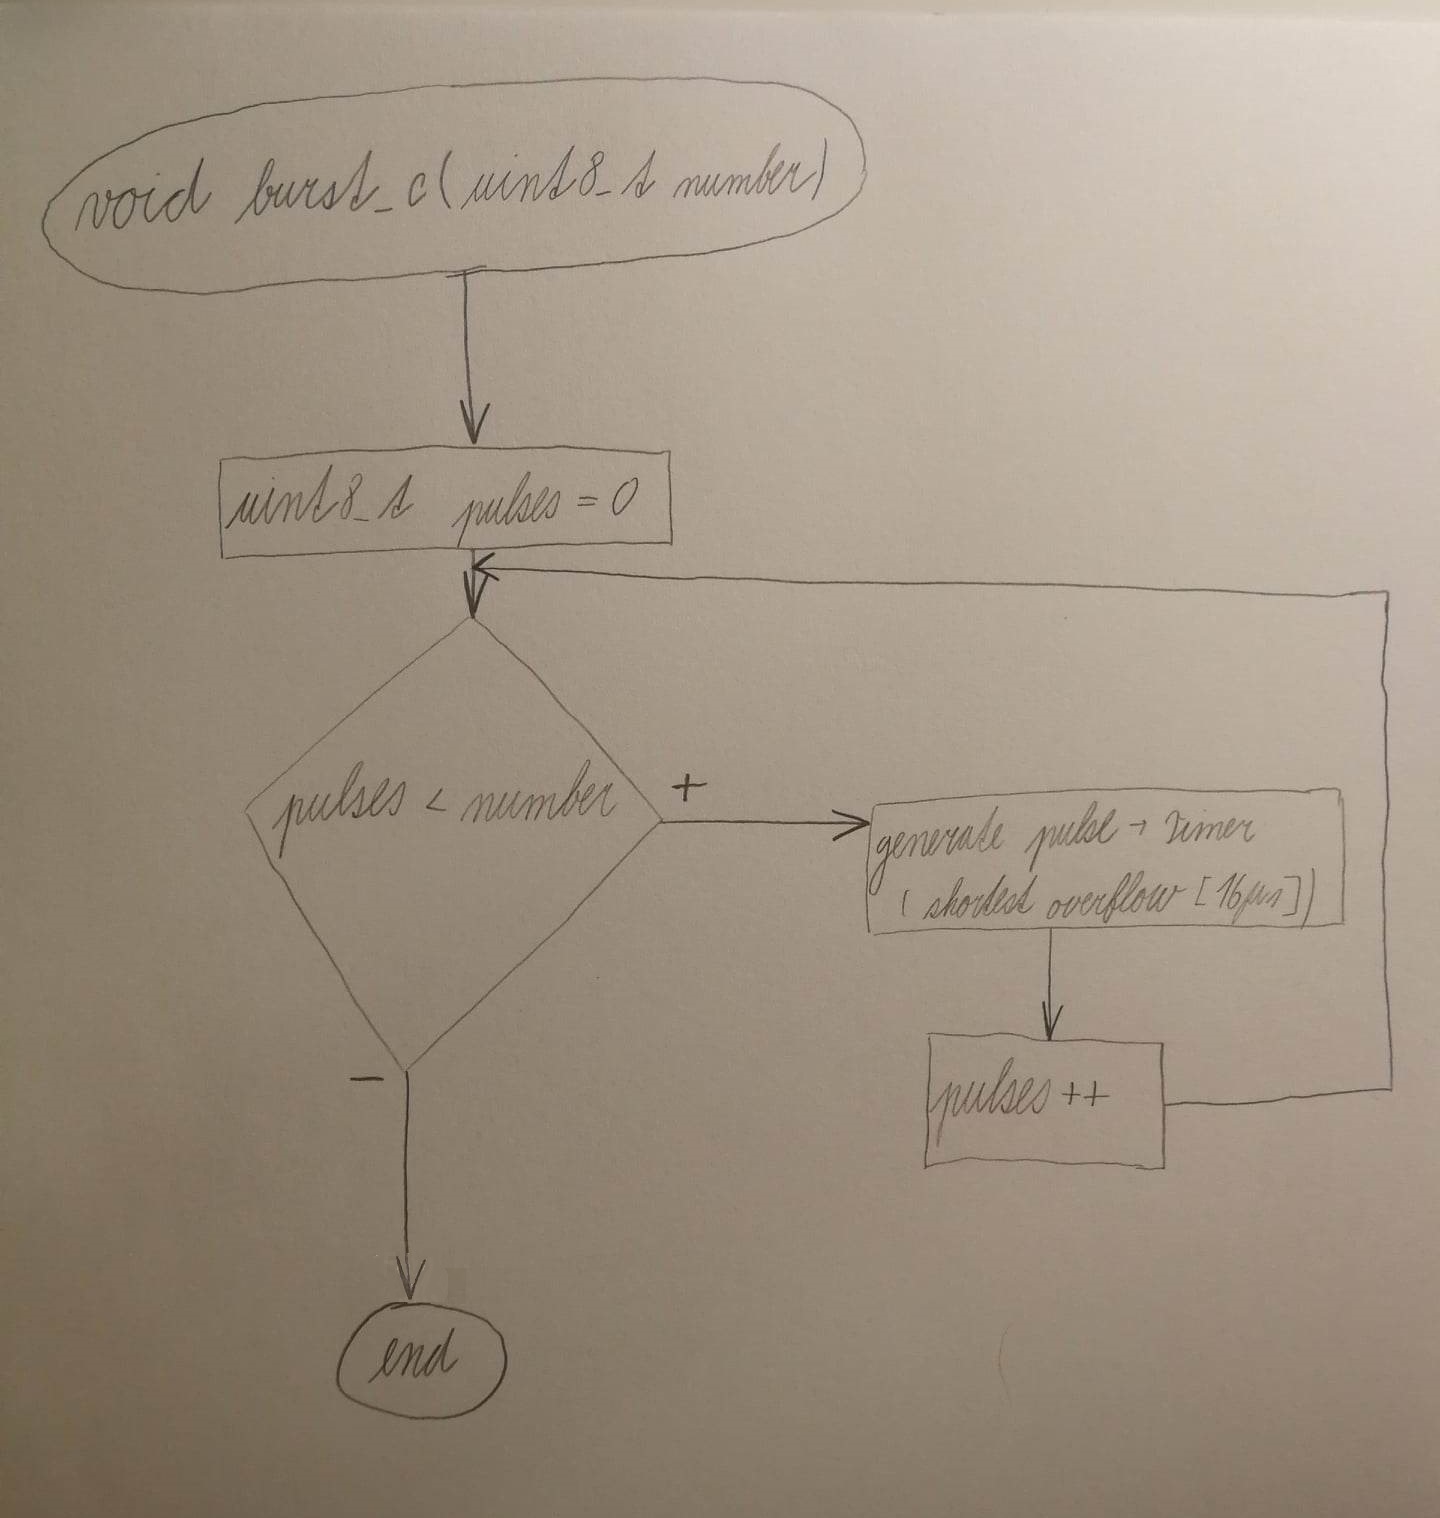 void burst_c(uint8_t number)
uint8_t pulses = 0
pulses < number
+
generate pulse → timer
(shortest overflow [16μs])
pulses++
−
end